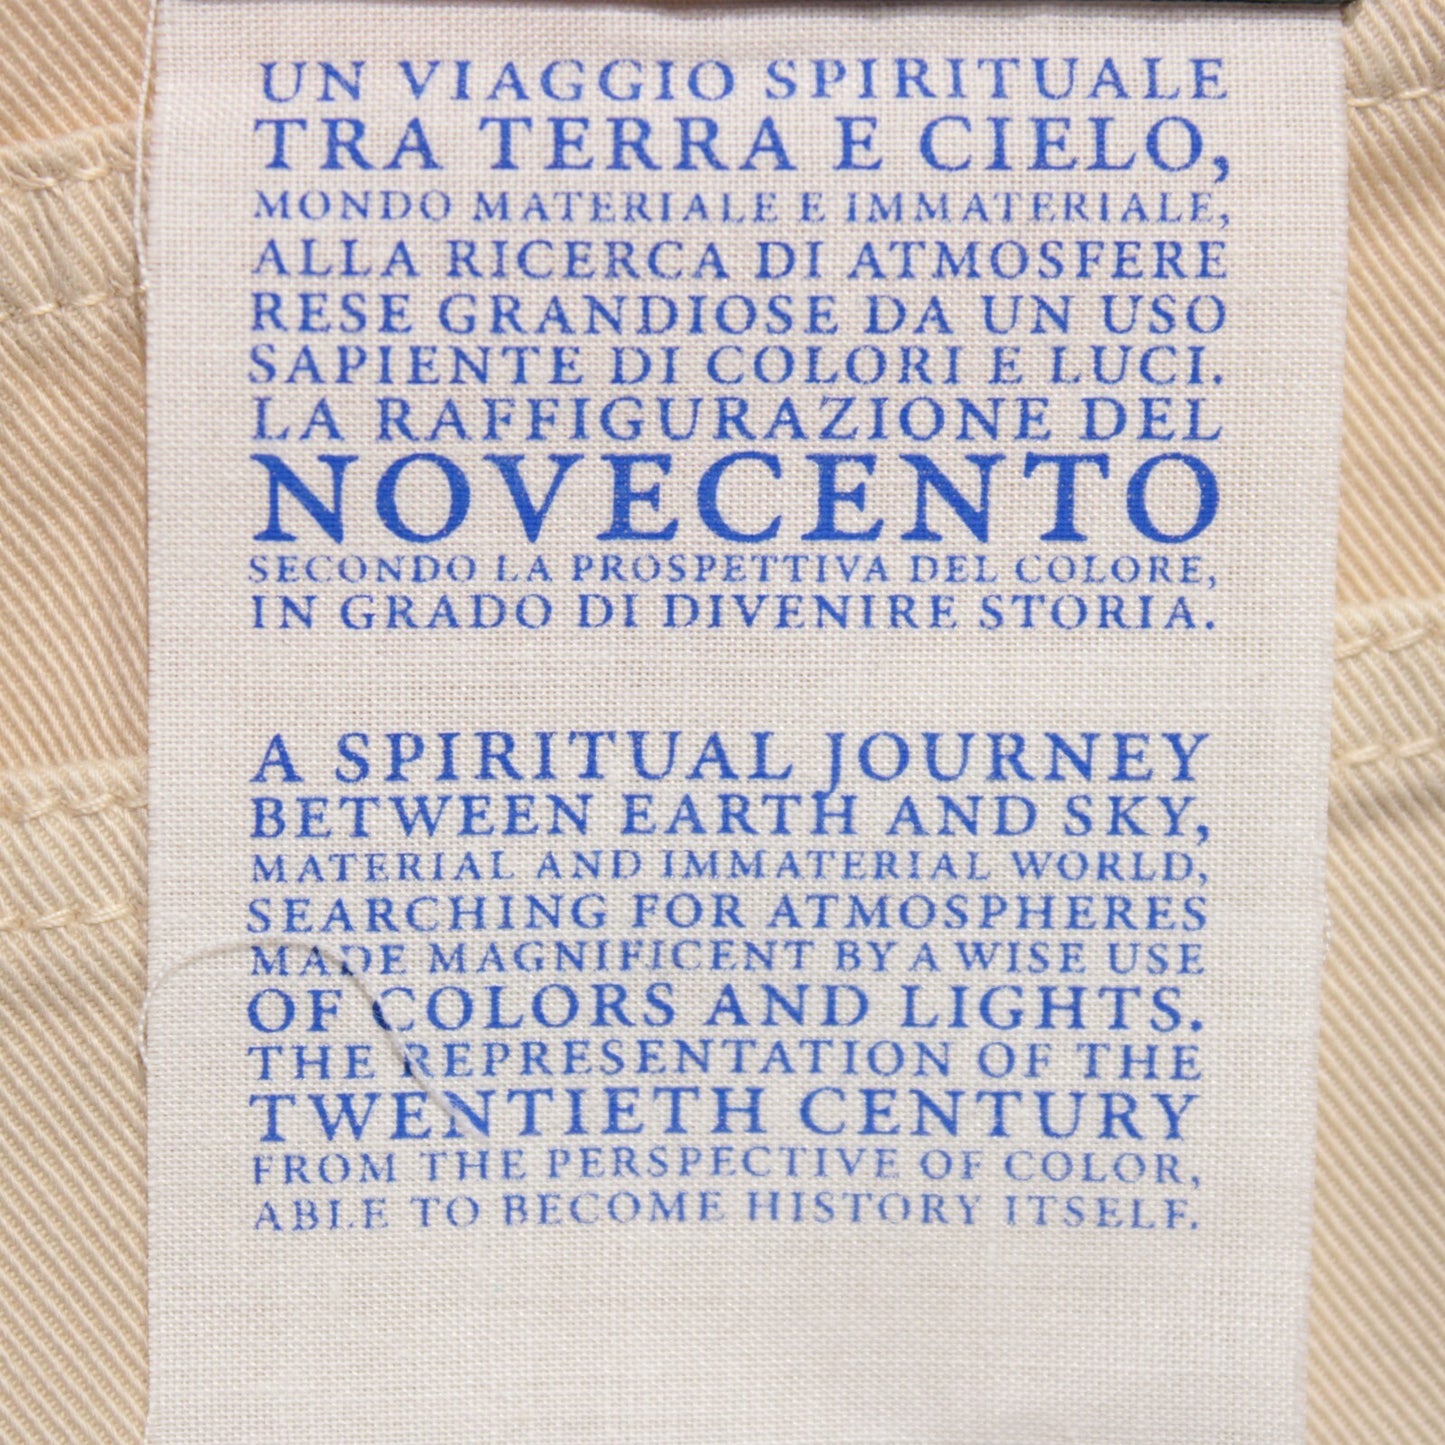 UN VIAGGIO SPIRITUALE
TRA TERRA E CIELO,
MONDO MATERIALE E IMMATERIALE,
ALLA RICERCA DI ATMOSFERE
RESE GRANDIOSE DA UN USO
SAPIENTE DI COLORI E LUCI.
LA RAFFIGURAZIONE DEL
NOVECENTO
SECONDO LA PROSPETTIVA DEL COLORE,
IN GRADO DI DIVENIRE STORIA.
A SPIRITUAL JOURNEY
BETWEEN EARTH AND SKY,
MATERIAL AND IMMATERIAL WORLD,
SEARCHING FOR ATMOSPHERES
MADE MAGNIFICENT BY A WISE USE
OF COLORS AND LIGHTS.
THE REPRESENTATION OF THE
TWENTIETH CENTURY
FROM THE PERSPECTIVE OF COLOR,
ABLE TO BECOME HISTORY ITSELF.